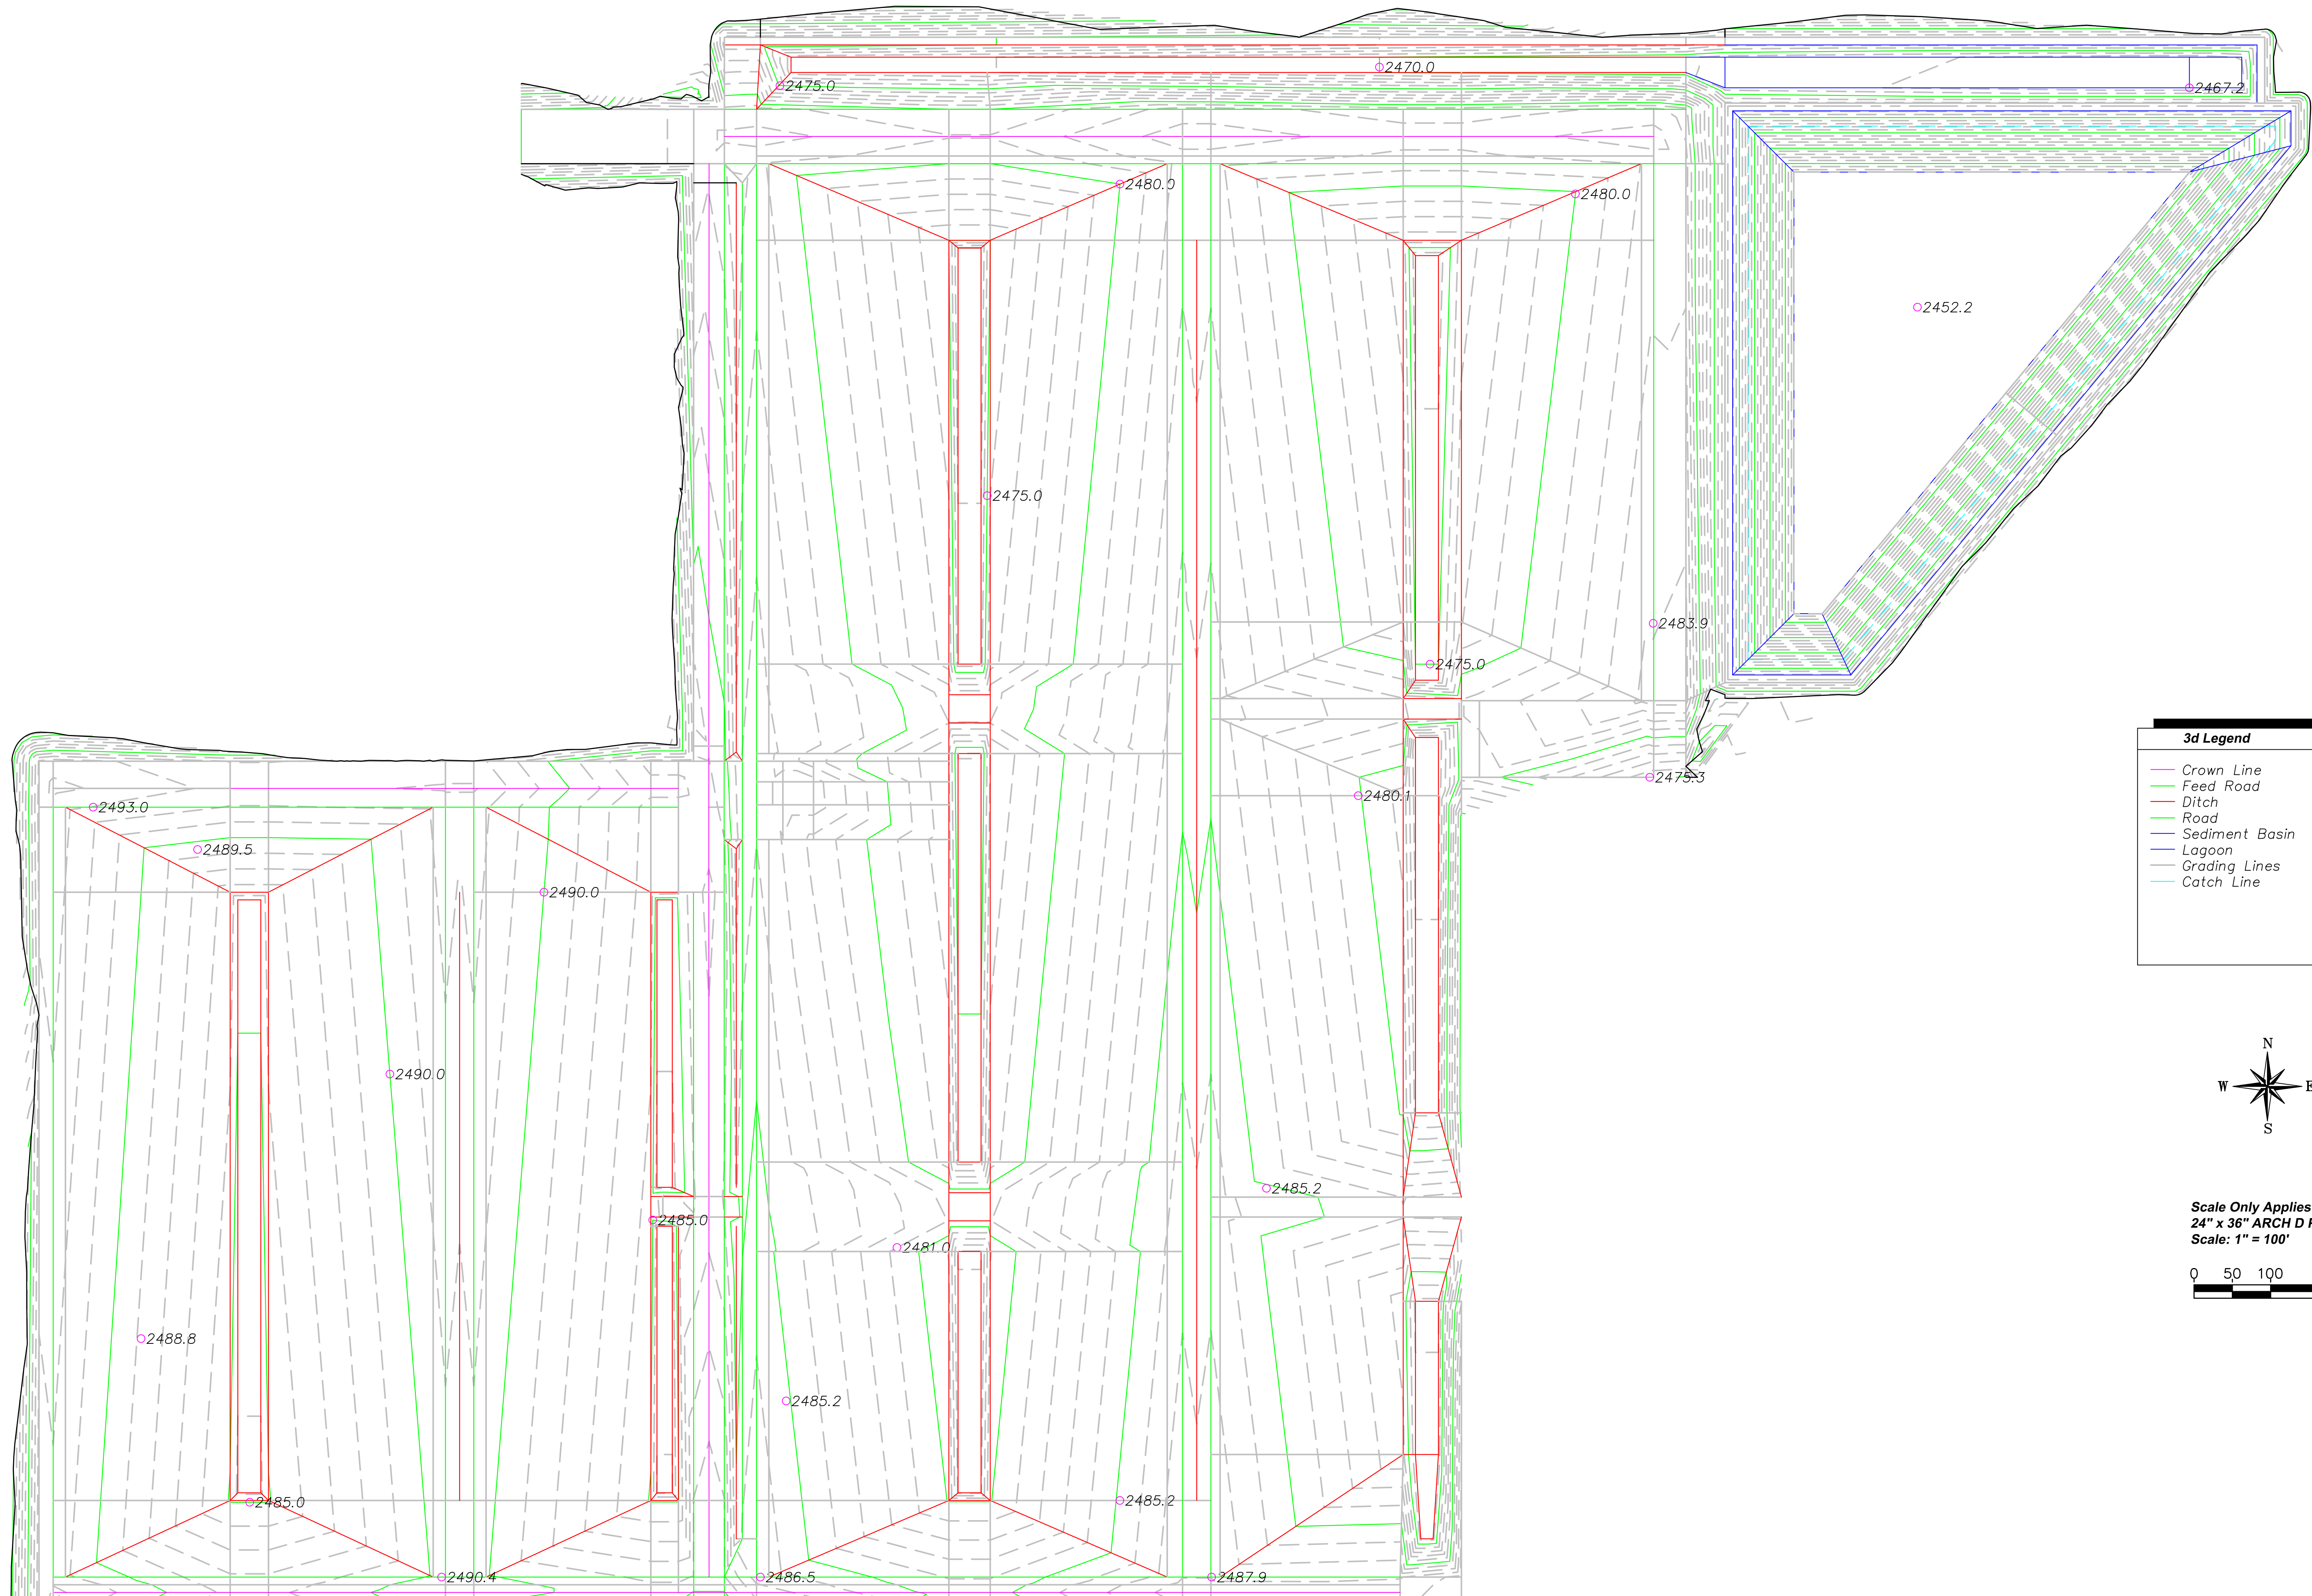 2470.0
2475.0
2467.2
2480.0
2480.0
2452.2
2475.0
2483.9
2475.0
3d Legend
Crown Line
Feed Road
Ditch
Road
Sediment Basin
Lagoon
Grading Lines
Catch Line
2475.3
2480.1
2493.0
2489.5
2490.0
N
W E
S
2490.0
2485.2
2485.0
Scale Only Applies
24" x 36" ARCH D
Scale: 1" = 100'
2481.0
0 50 100
2488.8
2485.2
2485.0
2485.2
2490.4
2486.5
2487.9